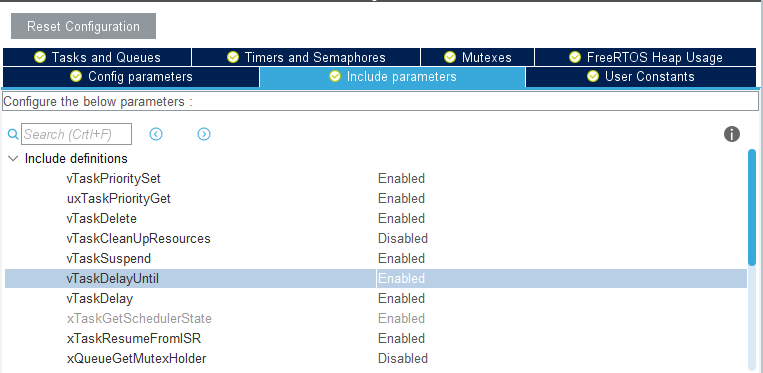 Reset Configuration
Tasks and Queues Timers and Semaphores Mutexes FreeRTOS Heap Usage
Config parameters Include parameters User Constants
Configure the below parameters :
Search (Crtl+F)
Include definitions
vTaskPrioritySet Enabled
uxTaskPriorityGet Enabled
vTaskDelete Enabled
vTaskCleanUpResources Disabled
vTaskSuspend Enabled
vTaskDelayUntil Enabled
vTaskDelay Enabled
xTaskGetSchedulerState Enabled
xTaskResumeFromISR Enabled
xQueueGetMutexHolder Disabled